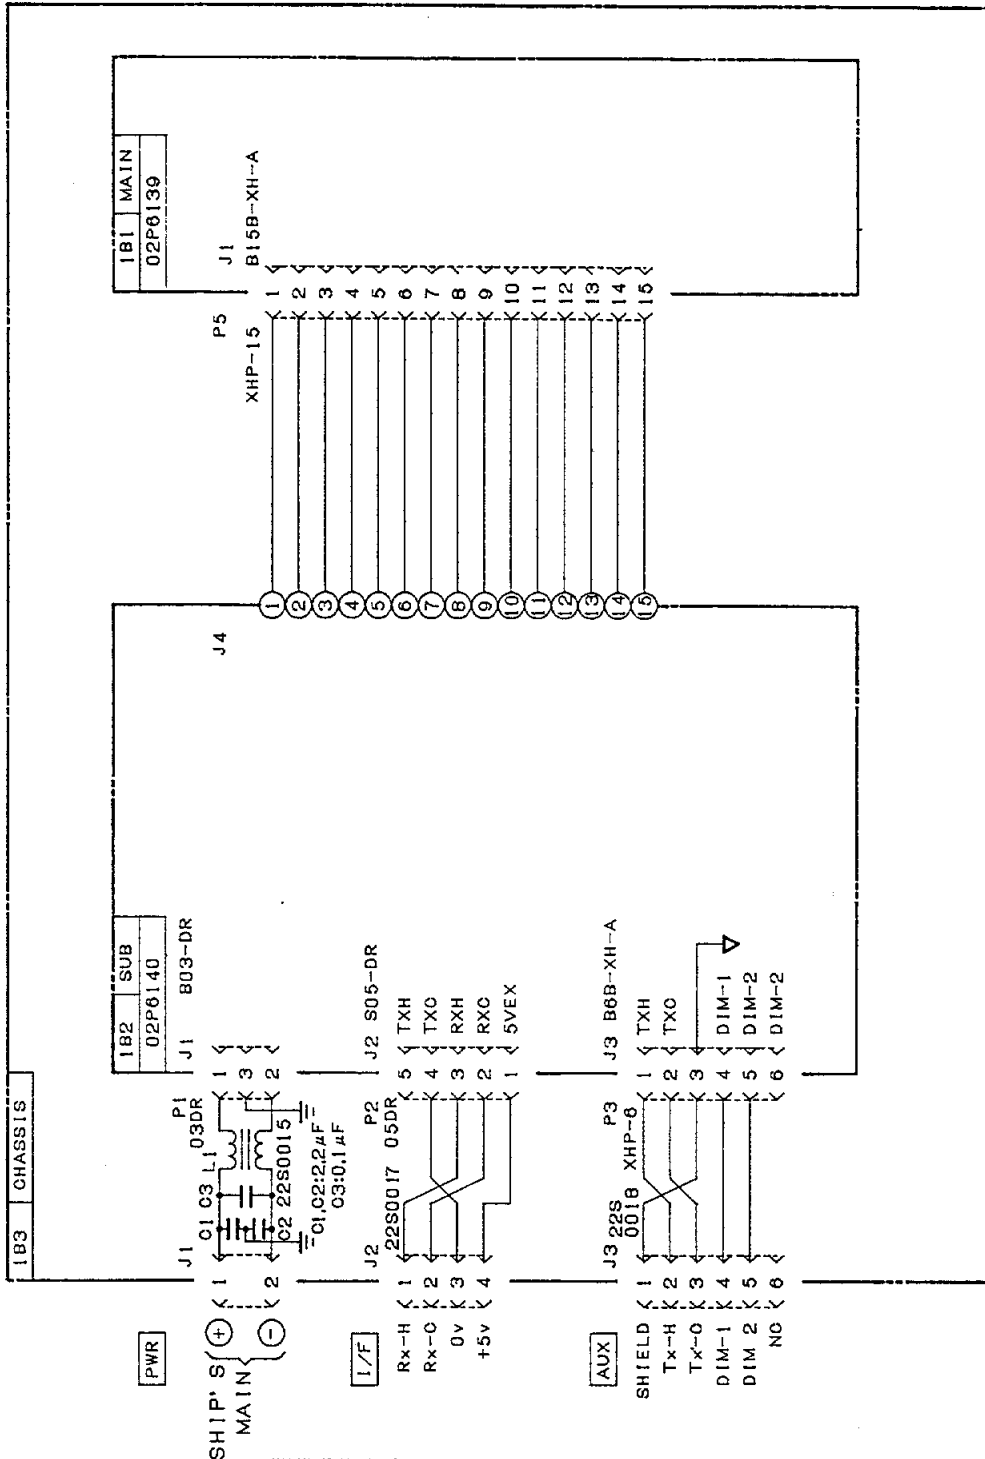 1B3 CHASSIS
1B2 SUB
02P6140
1B1 MAIN
02P6139
PWR
SHIP'S
MAIN
+
-
J1
1
2
C1 C3 L1
C2 22S0015
C1,C2:2.2μF
C3:0.1μF
P1
03DR
1
3
2
J1
B03-DR
I/F
Rx-H
Rx-C
0v
+5v
J2
1
2
3
4
22S0017
P2
05DR
J2 S05-DR
5 TXH
4 TXC
3 RXH
2 RXC
1 5VEX
AUX
SHIELD
Tx-H
Tx-C
DIM-1
DIM 2
NC
J3
1
2
3
4
5
6
22S
0018
P3
XHP-6
J3 B6B-XH-A
1 TXH
2 TXC
3
4 DIM-1
5 DIM-2
6 DIM-2
J4
1
2
3
4
5
6
7
8
9
10
11
12
13
14
15
P5
XHP-15
J1
B15B-XH-A
1
2
3
4
5
6
7
8
9
10
11
12
13
14
15